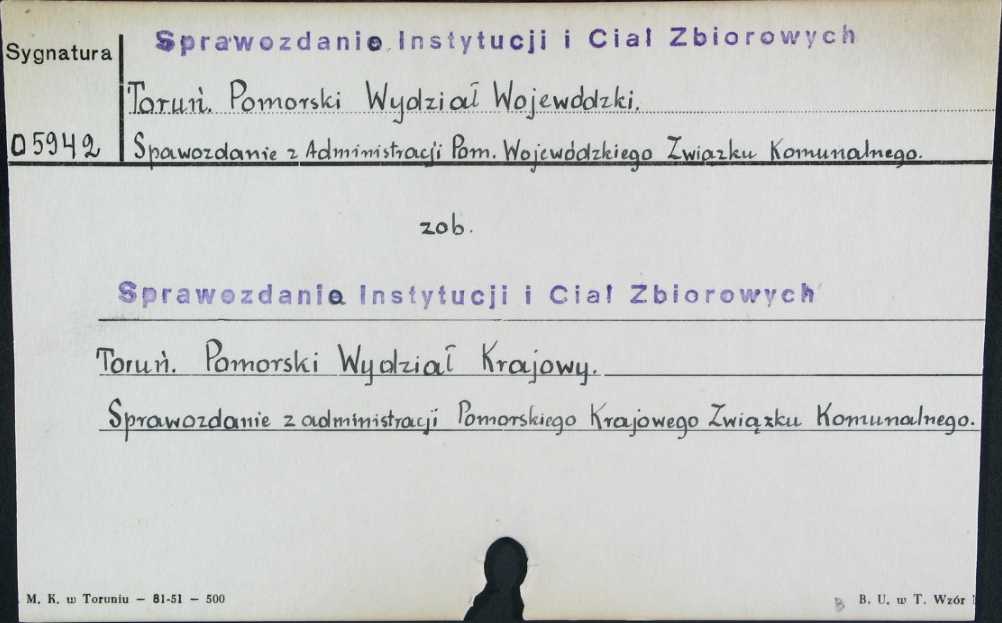 Sprawozdanie Instytucji i Ciał Zbiorowych
Sygnatura
Toruń. Pomorski Wydział Wojewódzki.
05942
Spawozdanie z Administracji Pom. Wojewódzkiego Związku Komunalnego.
zob.
Sprawozdanie Instytucji i Ciał Zbiorowych
Toruń. Pomorski Wydział Krajowy.
Sprawozdanie z administracji Pomorskiego Krajowego Związku Komunalnego.
M. K. w Toruniu — 81-51 — 500
B. U. w T. Wzór